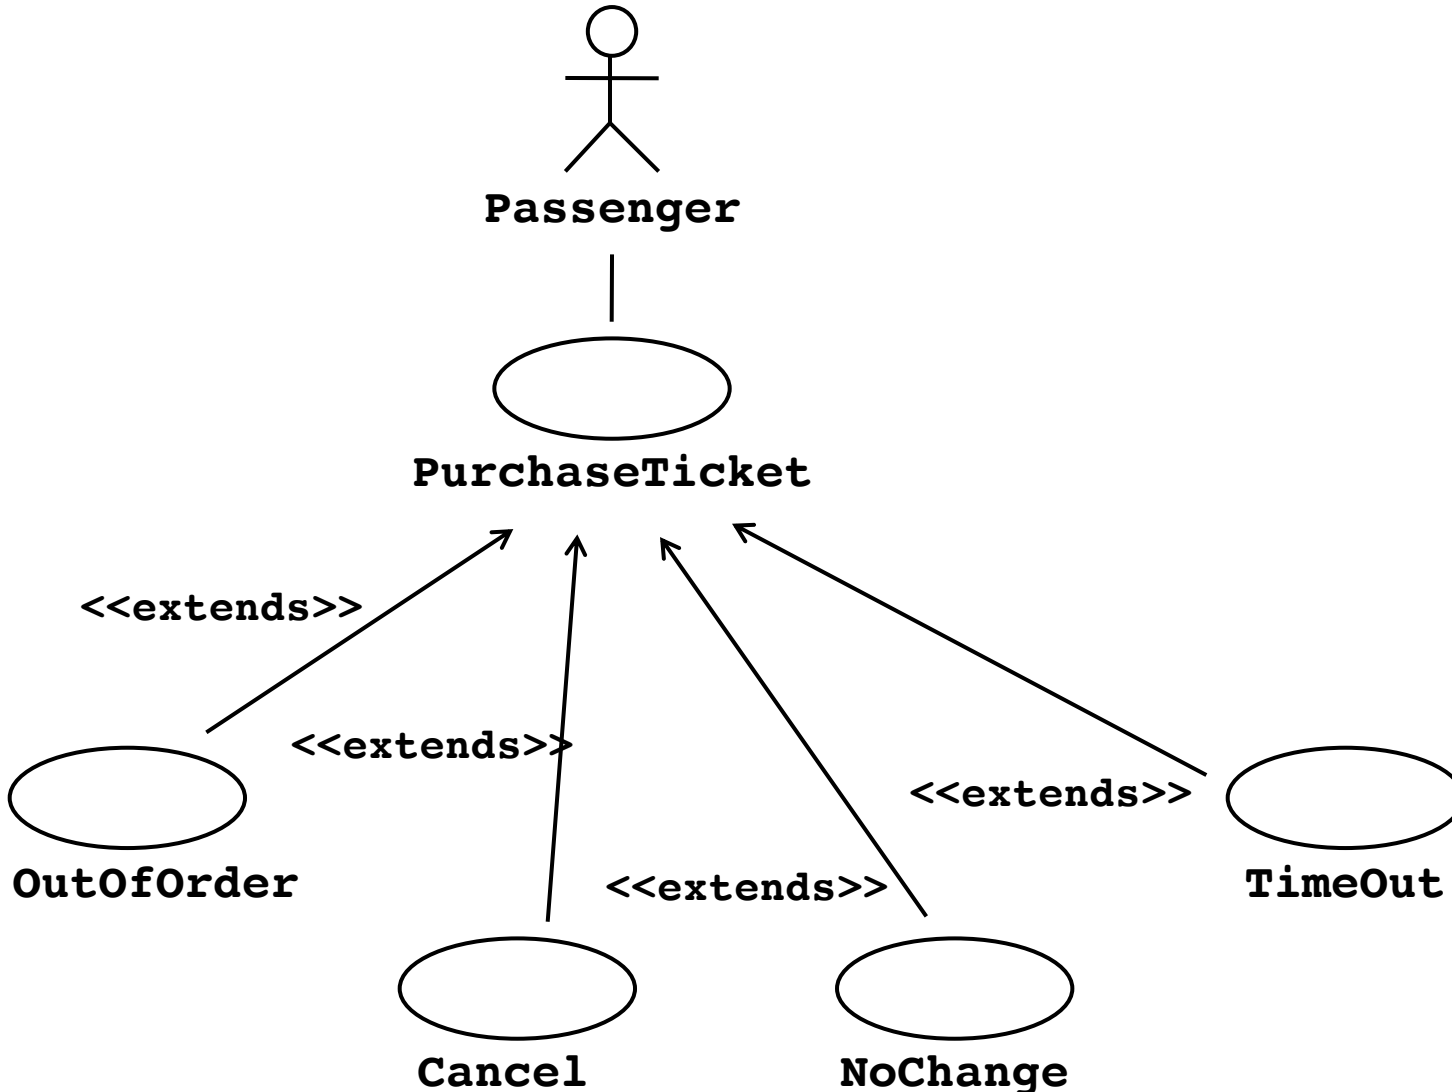 Passenger
PurchaseTicket
<<extends>>
<<extends>>
<<extends>>
<<extends>>
OutOfOrder
TimeOut
Cancel
NoChange